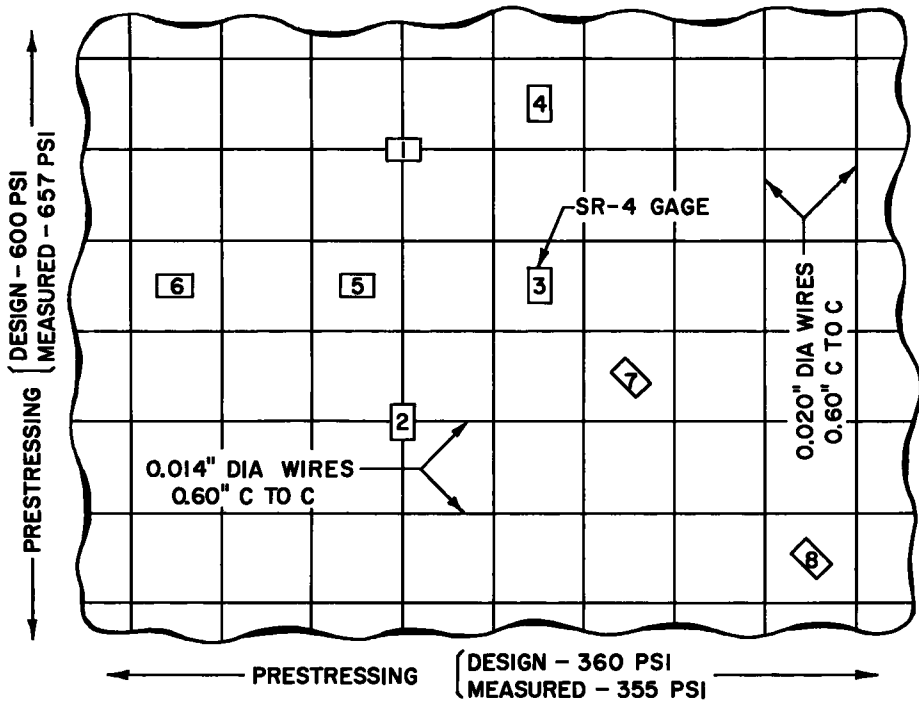 PRESTRESSING
DESIGN - 600 PSI
MEASURED - 657 PSI
4
1
SR-4 GAGE
6
5
3
7
2
0.020" DIA WIRES
0.60" C TO C
0.014" DIA WIRES
0.60" C TO C
8
PRESTRESSING
DESIGN - 360 PSI
MEASURED - 355 PSI